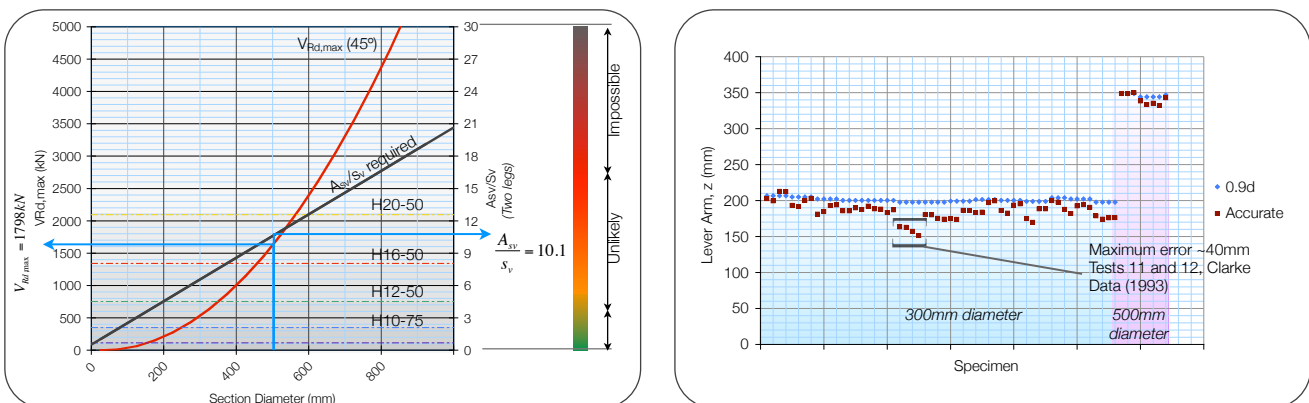 5000
4500
4000
3500
3000
2500
2000
1500
1000
500
0
VRd,max (kN)
V_Rd max = 1798kN
V_Rd,max (45º)
A_sv/s_v required
H20-50
H16-50
H12-50
H10-75
0
200
400
600
800
Section Diameter (mm)
30
27
24
21
18
15
12
9
6
3
0
Asv/Sv
(Two legs)
A_sv/s_v = 10.1
Impossible
Unlikely
400
350
300
250
200
150
100
50
0
Lever Arm, z (mm)
Specimen
0.9d
Accurate
Maximum error ~40mm
Tests 11 and 12, Clarke
Data (1993)
300mm diameter
500mm
diameter